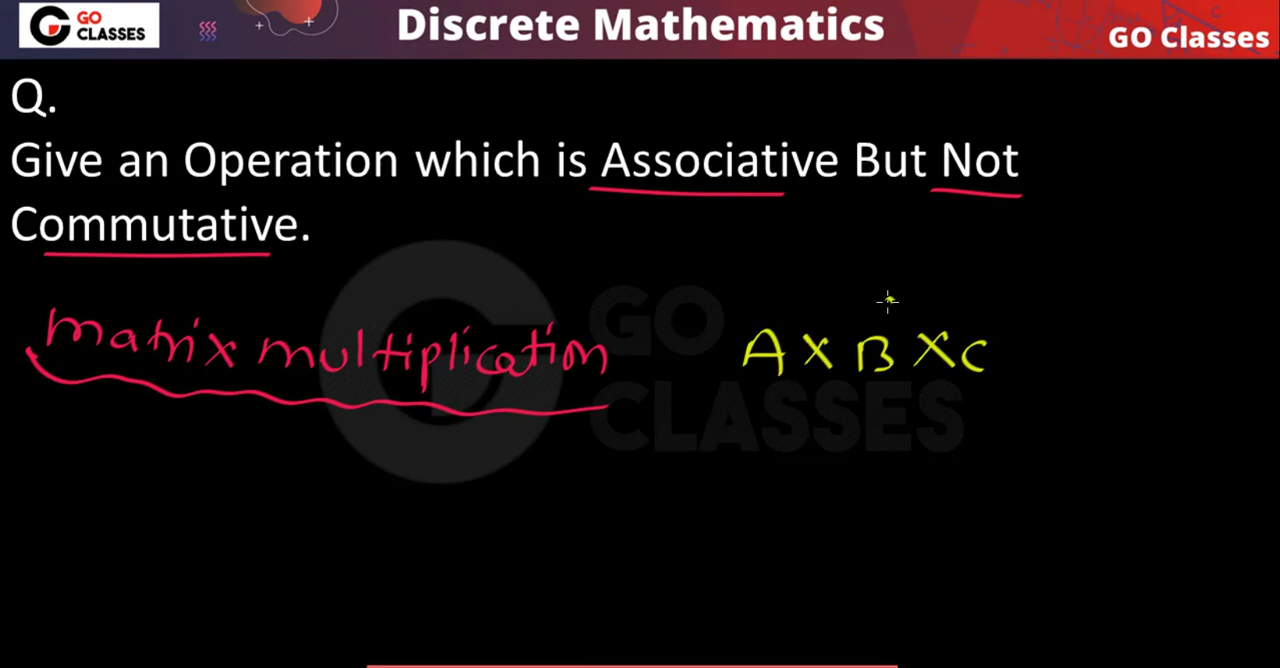 GO
CLASSES
Discrete Mathematics
GO Classes
Q.
Give an Operation which is Associative But Not
Commutative.
matrix multiplication
A X B X C
GO
CLASSES